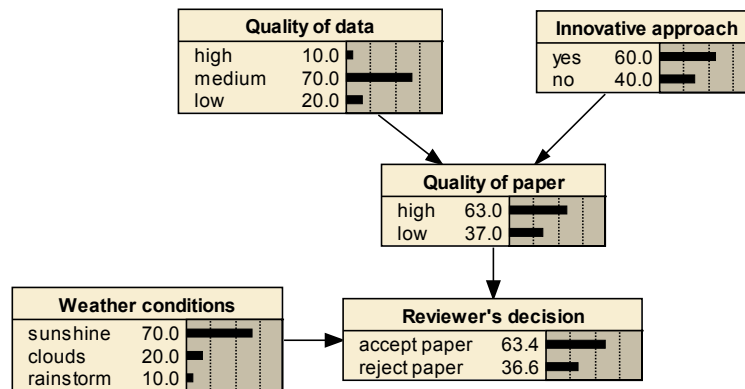 Quality of data
high 10.0
medium 70.0
low 20.0
Innovative approach
yes 60.0
no 40.0
Quality of paper
high 63.0
low 37.0
Weather conditions
sunshine 70.0
clouds 20.0
rainstorm 10.0
Reviewer's decision
accept paper 63.4
reject paper 36.6